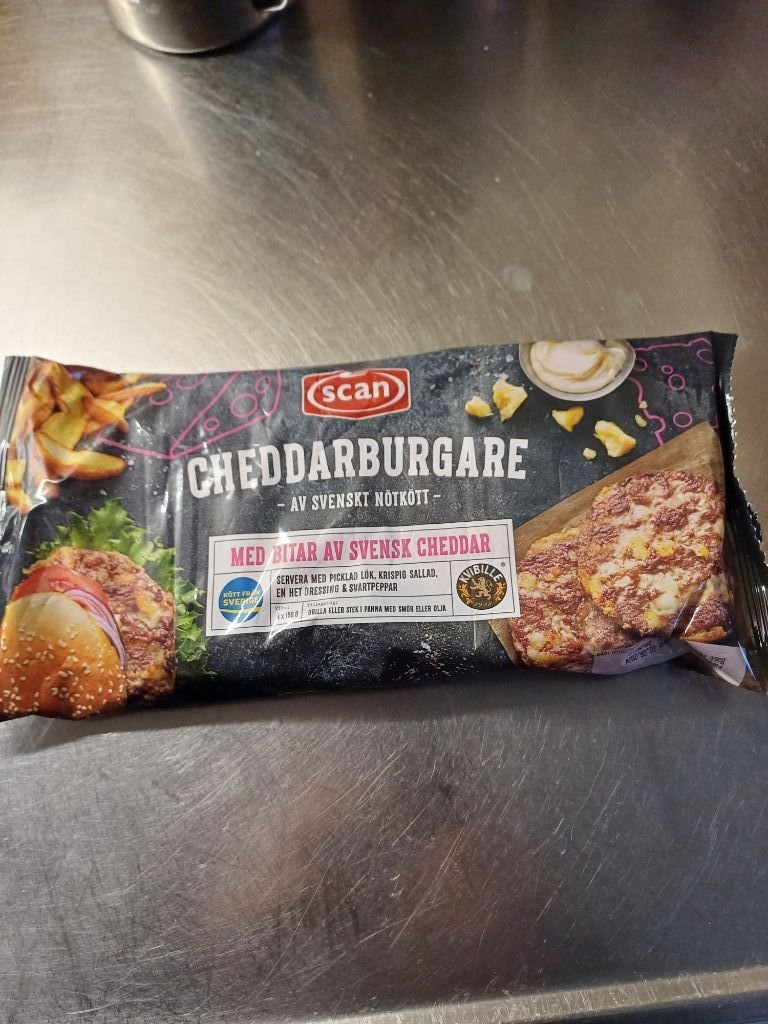 scan
CHEDDARBURGARE
- AV SVENSKT NÖTKÖTT -
MED BITAR AV SVENSK CHEDDAR
KÖTT FRÅN
SVERIGE
SERVERA MED PICKLAD LÖK, KRISPIG SALLAD,
EN HET DRESSING & SVARTPEPPAR
GRILLA ELLER STEK I PANNA MED SMÖR ELLER OLJA
KVIBILLE
®